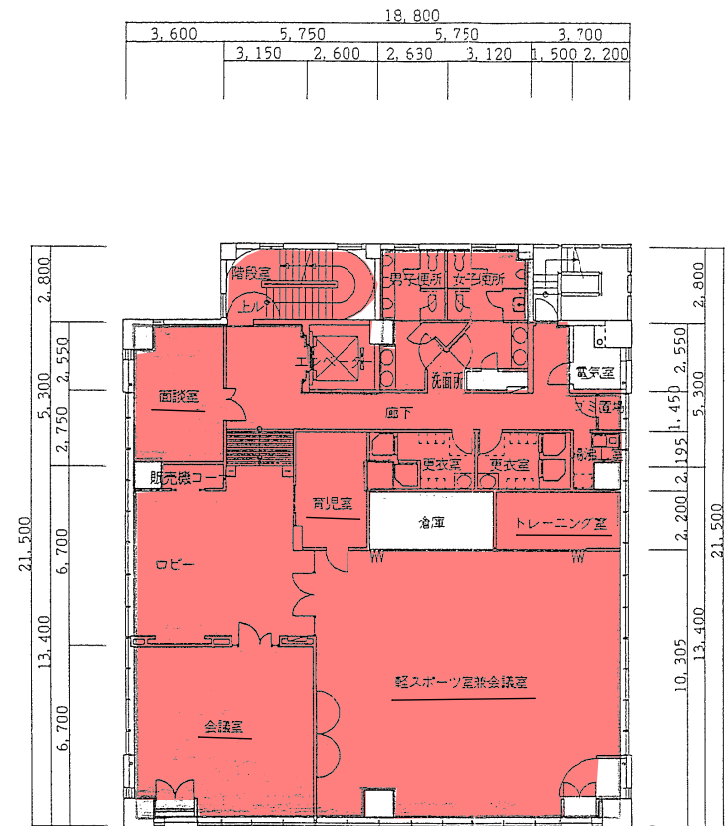 18,800
3,600 5,750 5,750 3,700
3,150 2,600 2,630 3,120 1,500 2,200
階段室
男子便所 女子便所
上ル
2,800
2,800
エレベーター
洗面所
電気室
2,550
2,550
5,300
5,300
面談室
廊下
ゴミ置場
1,450
2,750
更衣室
更衣室
湯沸し室
2,195
販売機コーナ
育児室
倉庫
トレーニング室
2,200
21,500
21,500
6,700
ロビー
13,400
13,400
10,305
軽スポーツ室兼会議室
会議室
6,700